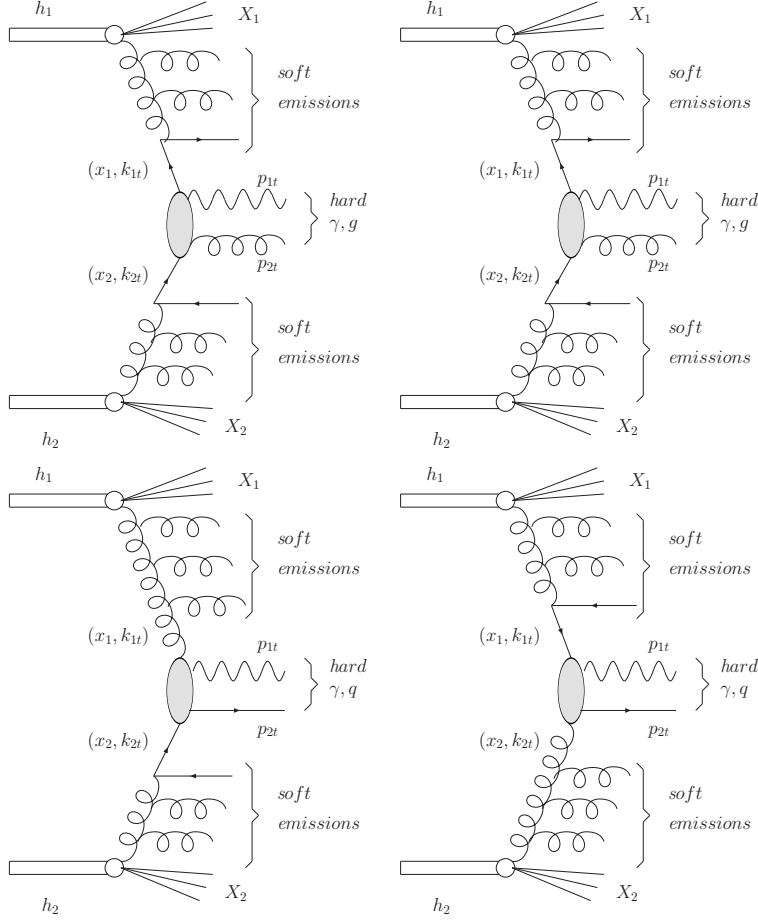 h₁
X₁
soft
emissions
(x₁, k₁ₜ)
p₁ₜ
hard
γ, g
p₂ₜ
(x₂, k₂ₜ)
soft
emissions
X₂
h₂
h₁
X₁
soft
emissions
(x₁, k₁ₜ)
p₁ₜ
hard
γ, g
p₂ₜ
(x₂, k₂ₜ)
soft
emissions
X₂
h₂
h₁
X₁
soft
emissions
(x₁, k₁ₜ)
p₁ₜ
hard
γ, q
p₂ₜ
(x₂, k₂ₜ)
soft
emissions
X₂
h₂
h₁
X₁
soft
emissions
(x₁, k₁ₜ)
p₁ₜ
hard
γ, q
p₂ₜ
(x₂, k₂ₜ)
soft
emissions
X₂
h₂